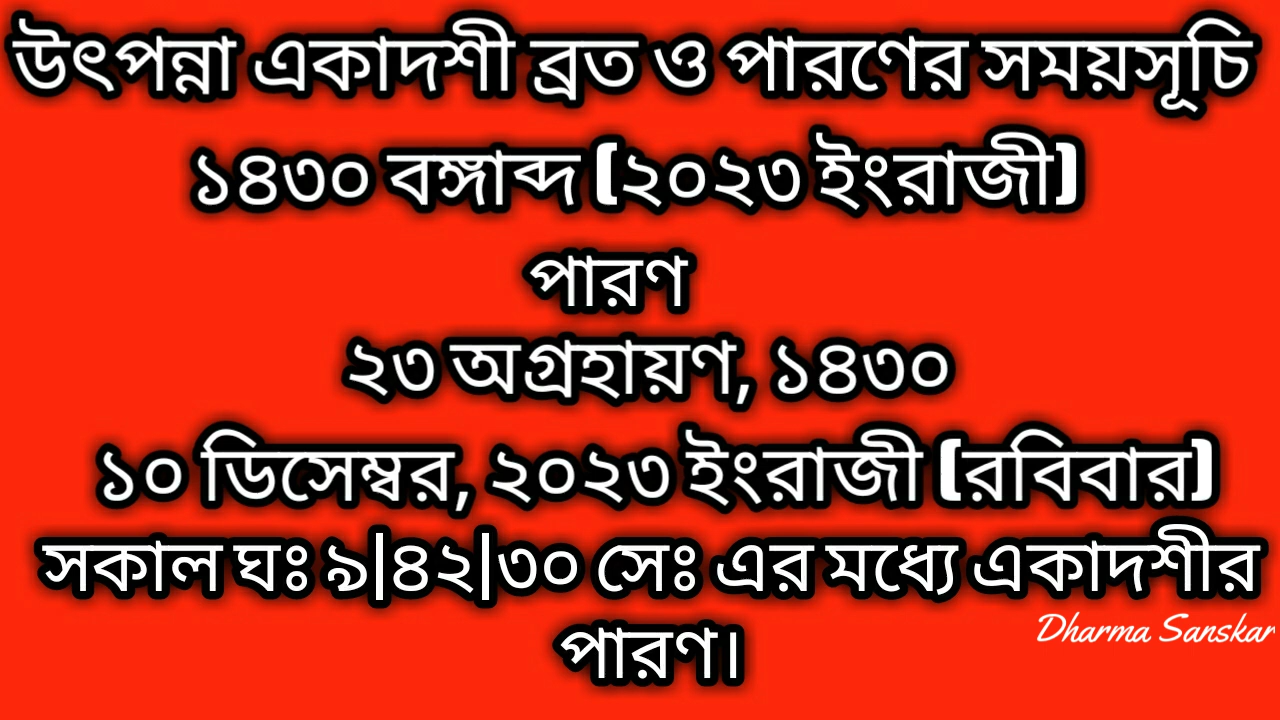 উৎপন্না একাদশী ব্রত ও পারণের সময়সূচি
১৪৩০ বঙ্গাব্দ (২০২৩ ইংরাজী)
পারণ
২৩ অগ্রহায়ণ, ১৪৩০
১০ ডিসেম্বর, ২০২৩ ইংরাজী (রবিবার)
সকাল ঘঃ ৯|৪২|৩০ সেঃ এর মধ্যে একাদশীর
পারণ।
Dharma Sanskar